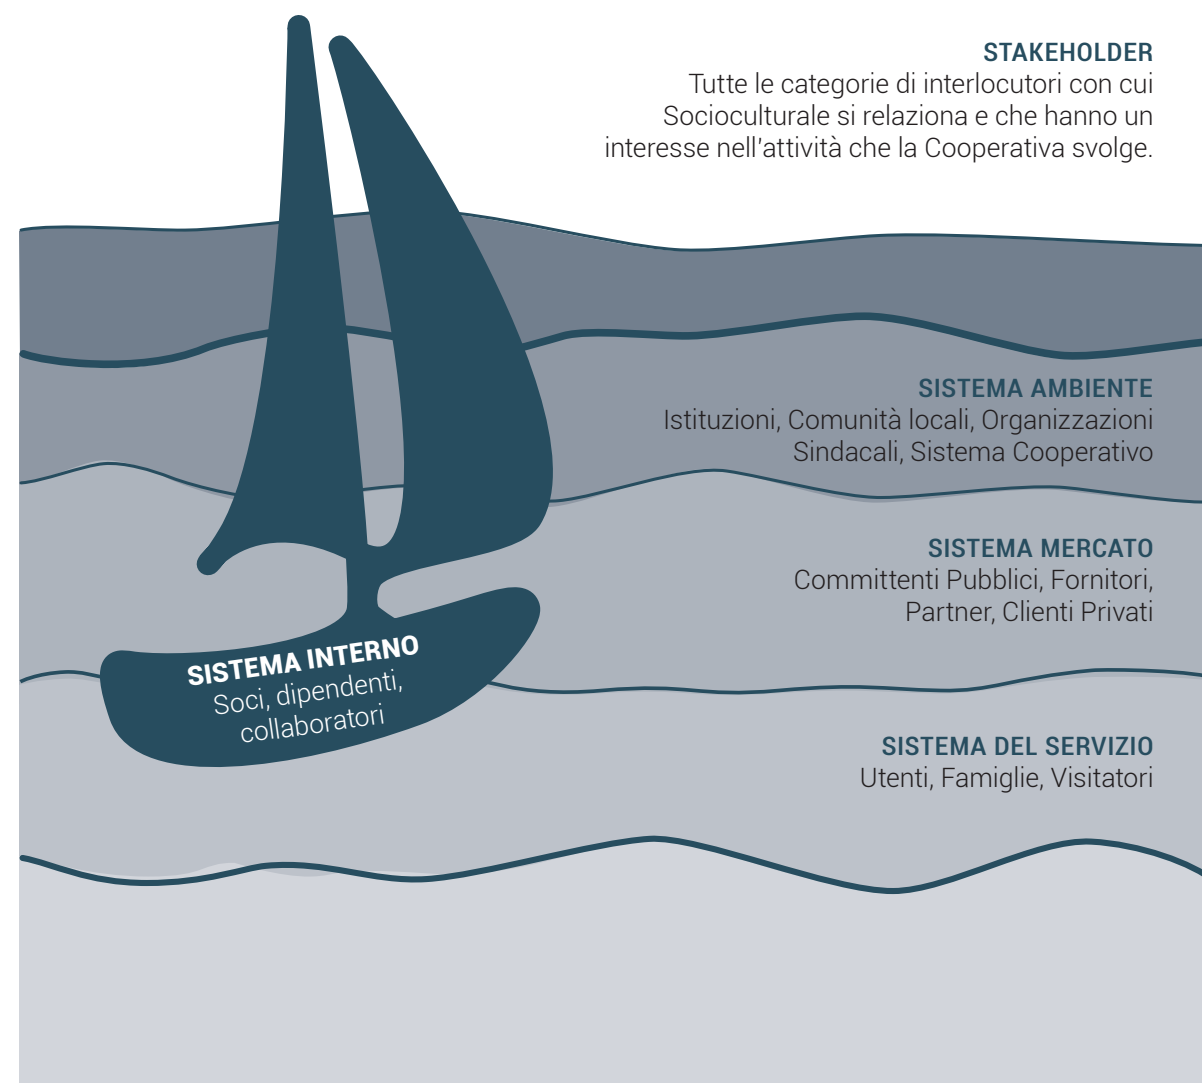 STAKEHOLDER
Tutte le categorie di interlocutori con cui
Socioculturale si relaziona e che hanno un
interesse nell'attività che la Cooperativa svolge.
SISTEMA AMBIENTE
Istituzioni, Comunità locali, Organizzazioni
Sindacali, Sistema Cooperativo
SISTEMA MERCATO
Committenti Pubblici, Fornitori,
Partner, Clienti Privati
SISTEMA INTERNO
Soci, dipendenti,
collaboratori
SISTEMA DEL SERVIZIO
Utenti, Famiglie, Visitatori